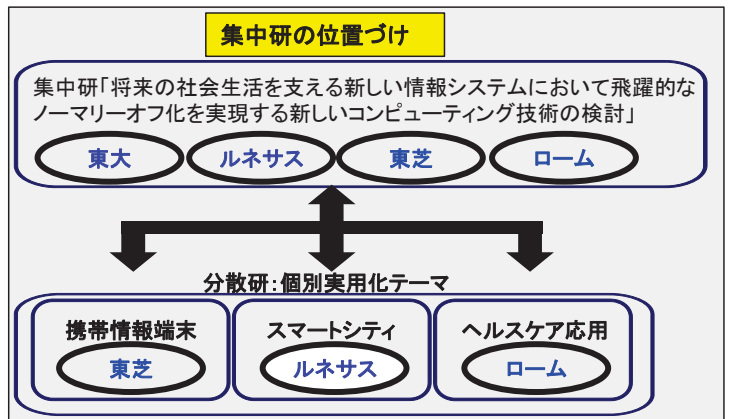 集中研の位置づけ
集中研「将来の社会生活を支える新しい情報システムにおいて飛躍的な
ノーマリーオフ化を実現する新しいコンピューティング技術の検討」
東大 ルネサス 東芝 ローム
分散研：個別実用化テーマ
携帯情報端末 スマートシティ ヘルスケア応用
東芝 ルネサス ローム